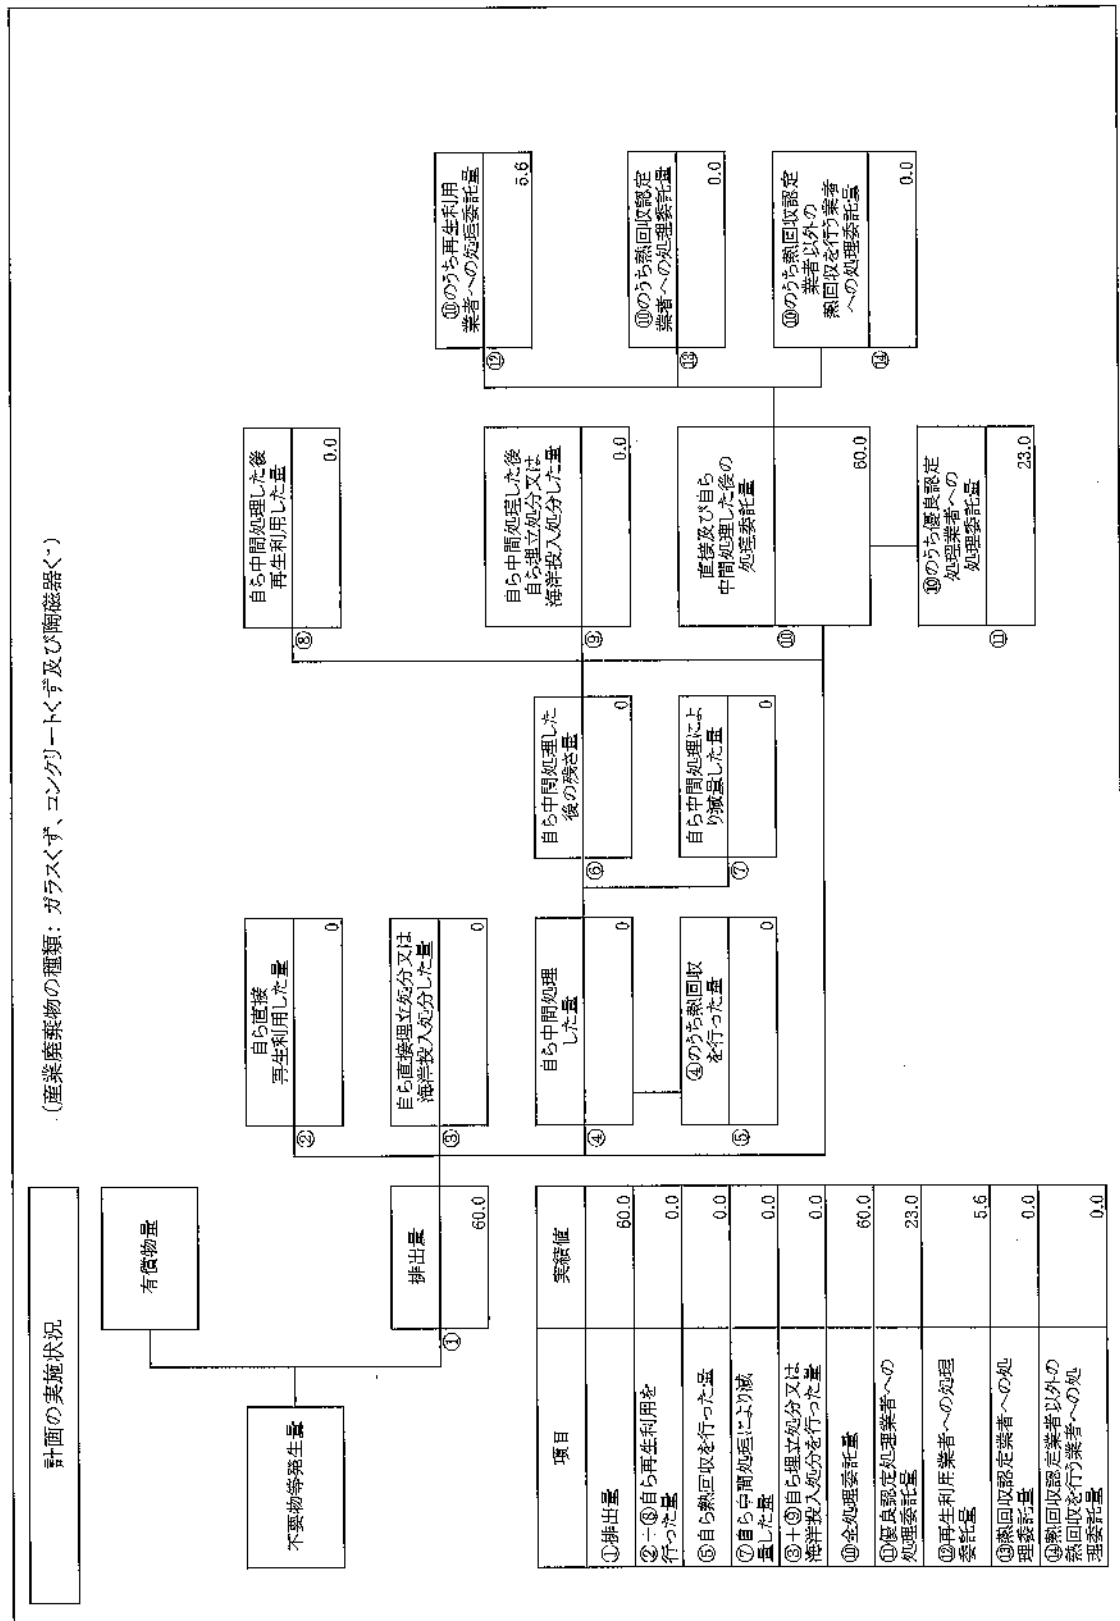 計画の実施状況
(産業廃棄物の種類: ガラスくず、コンクリートくず及び陶磁器くず)
不要物等発生量
有償物量
①
排出量
60.0
②
自ら直接
再生利用した量
0
③
自ら直接埋立処分又は
海洋投入処分した量
0
④
自ら中間処理
した量
0
⑤
④のうち熱回収
を行った量
0
⑥
自ら中間処理した
後の残さ量
0
⑦
自ら中間処理によ
り減量した量
0
⑧
自ら中間処理した後
再生利用した量
0.0
⑨
自ら中間処理した後
自ら埋立処分又は
海洋投入処分した量
0.0
⑩
直接及び自ら
中間処理した後の
処理委託量
60.0
⑪
⑩のうち優良認定
処理業者への
処理委託量
23.0
⑫
⑩のうち再生利用
業者への処理委託量
5.6
⑬
⑩のうち熱回収認定
業者への処理委託量
0.0
⑭
⑩のうち熱回収認定
業者以外の
熱回収を行う業者
への処理委託量
0.0
項目 実績値
①排出量 60.0
②+⑧自ら再生利用を
行った量 0.0
⑤自ら熱回収を行った量 0.0
⑦自ら中間処理により減
量した量 0.0
③+⑨自ら埋立処分又は
海洋投入処分を行った量 0.0
⑩全処理委託量 60.0
⑪優良認定処理業者への
処理委託量 23.0
⑫再生利用業者への処理
委託量 5.6
⑬熱回収認定業者への処
理委託量 0.0
⑭熱回収認定業者以外の
熱回収を行う業者への処
理委託量 0.0